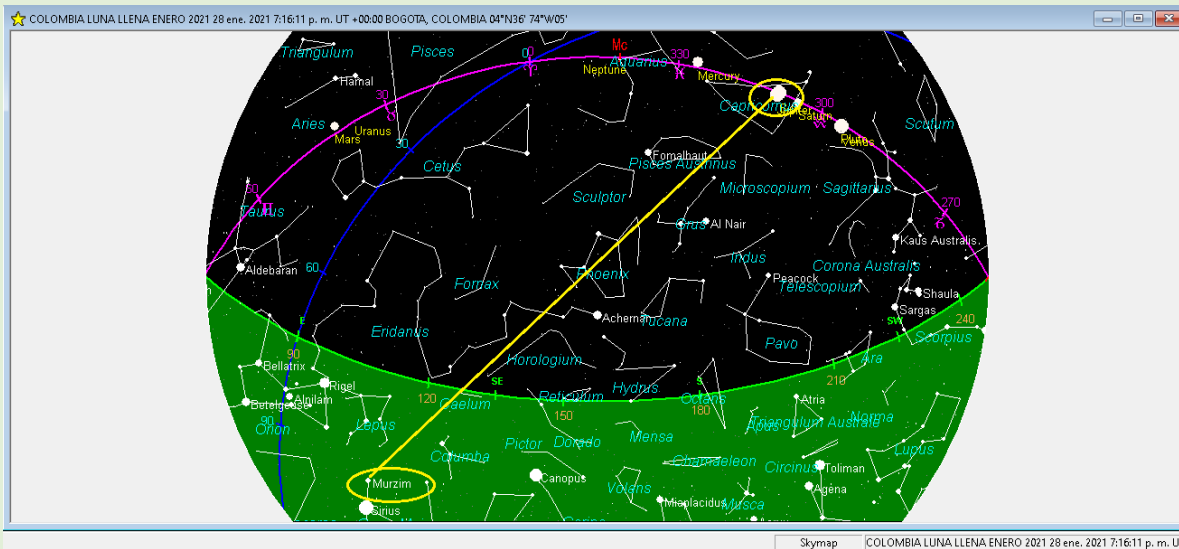 COLOMBIA LUNA LLENA ENERO 2021 28 ene. 2021 7:16:11 p. m. UT +00:00 BOGOTA, COLOMBIA 04°N36' 74°W05'
Triangulum
Pisces
0
Mc
330
Aquarius
Neptune
Mercury
Hamal
30
Capricornus
300
Saturn
Scutum
Aries
Mars
Uranus
Pluto
Venus
30
Cetus
Fomalhaut
Pisces Austrinus
Sculptor
Microscopium
Sagittarius
Taurus
270
Grus
Al Nair
Kaus Australis
Indus
Aldebaran
60
Phoenix
Corona Australis
Fornax
Peacock
Telescopium
Shaula
Sargas
240
E
Achernar
Tucana
SW
Eridanus
Scorpius
90
Pavo
Horologium
Ara
Bellatrix
Rigel
SE
Reticulum
Hydrus
S
210
Betelgeuse
Alnilam
120
Caelum
Octans
Atria
150
180
90
Orion
Lepus
Apus
Triangulum Australe
Norma
Pictor
Dorado
Mensa
Columba
Chamaeleon
Circinus
Toliman
Lupus
Murzim
Canopus
Volans
Miaplacidus
Musca
Agena
Sirius
Carina
Skymap
COLOMBIA LUNA LLENA ENERO 2021 28 ene. 2021 7:16:11 p. m. U